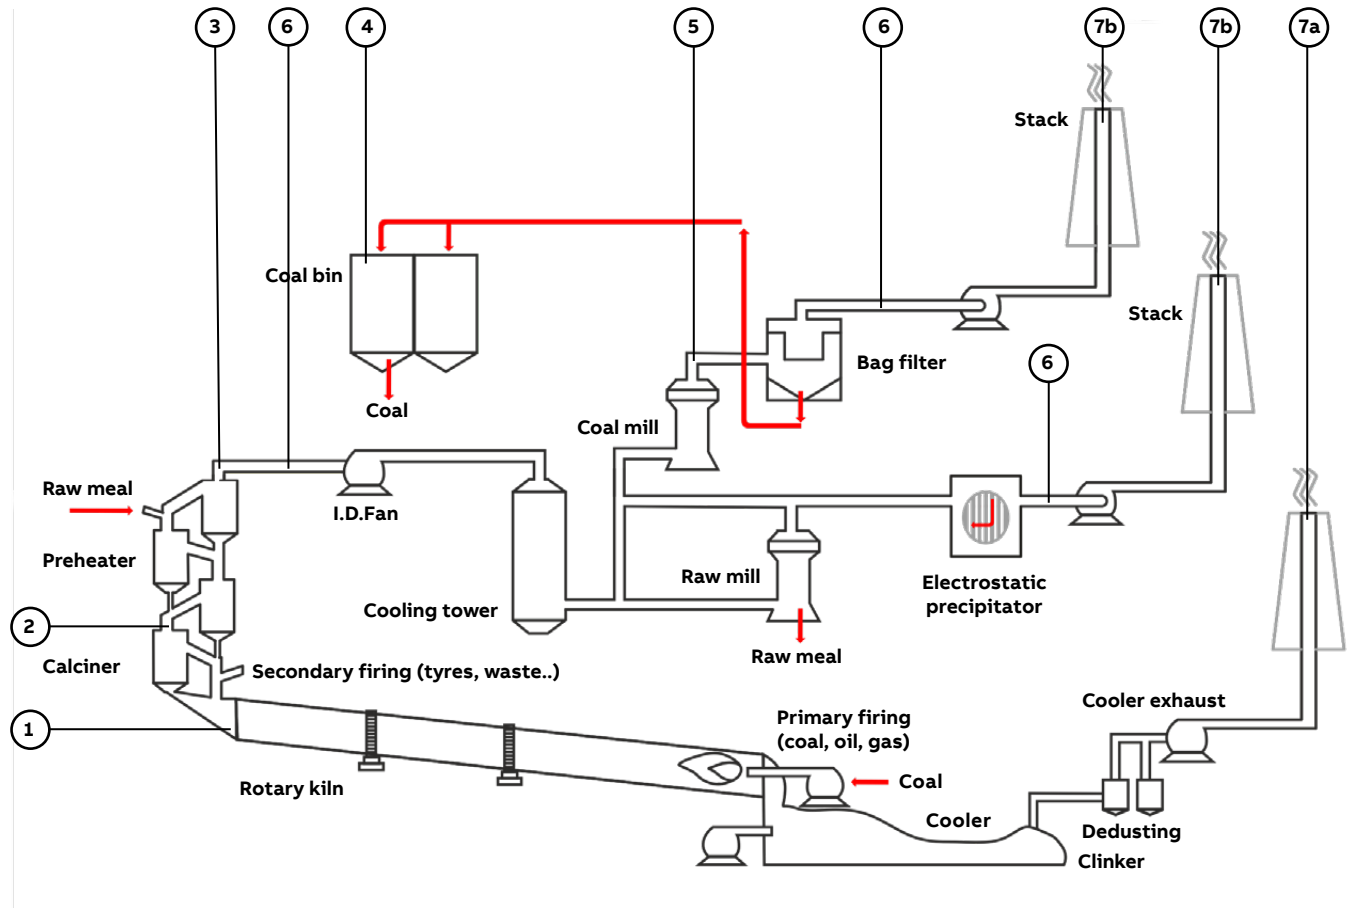 3
6
4
5
6
7b
7b
7a
Stack
Coal bin
Stack
Bag filter
6
Coal
Coal mill
Raw meal
I.D.Fan
Preheater
Raw mill
Electrostatic
precipitator
Cooling tower
2
Raw meal
Calciner
Secondary firing (tyres, waste..)
Cooler exhaust
Primary firing
(coal, oil, gas)
1
Rotary kiln
Coal
Cooler
Dedusting
Clinker